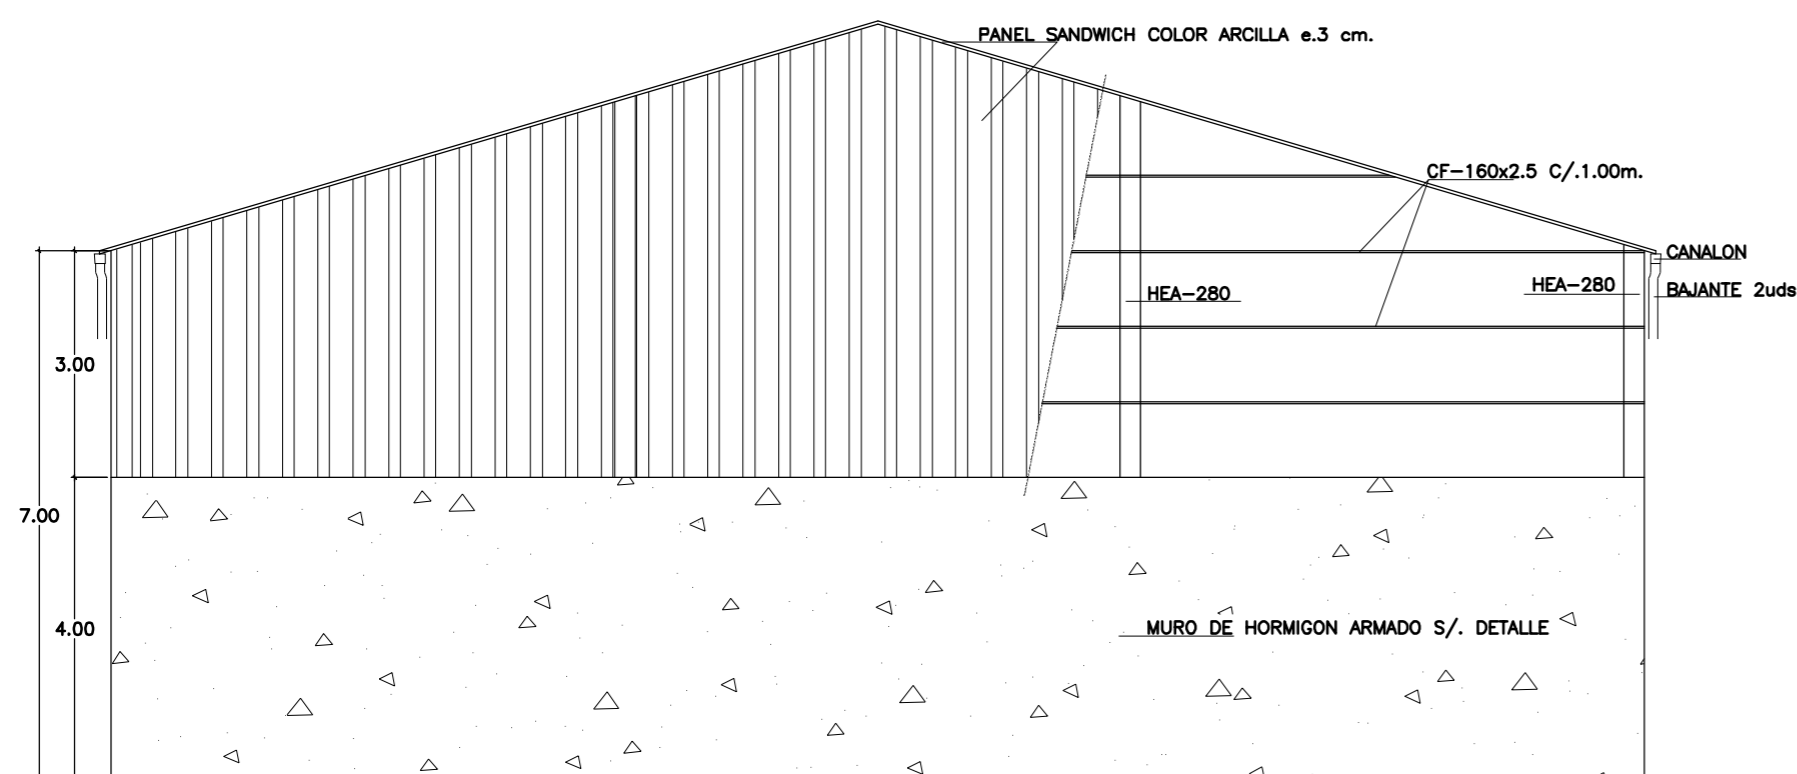 PANEL SANDWICH COLOR ARCILLA e.3 cm.
CF-160x2.5 C/.1.00m.
CANALON
HEA-280
HEA-280
BAJANTE 2uds
3.00
7.00
4.00
MURO DE HORMIGON ARMADO S/. DETALLE